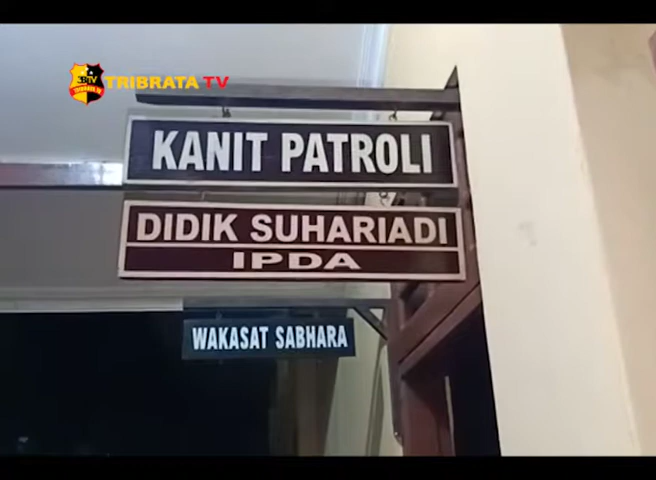 TRIBRATA TV
KANIT PATROLI
DIDIK SUHARIADI
IPDA
WAKASAT SABHARA